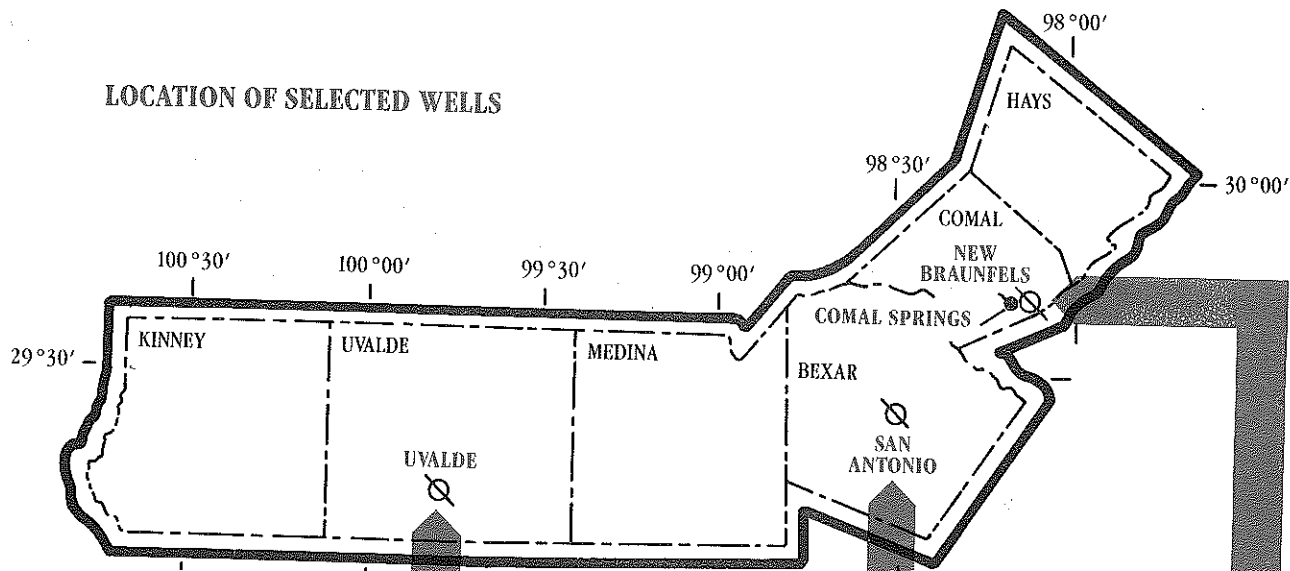 LOCATION OF SELECTED WELLS
98°00′
HAYS
98°30′
30°00′
COMAL
NEW
BRAUNFELS
100°30′
100°00′
99°30′
99°00′
COMAL SPRINGS
29°30′
KINNEY
UVALDE
MEDINA
BEXAR
UVALDE
SAN
ANTONIO